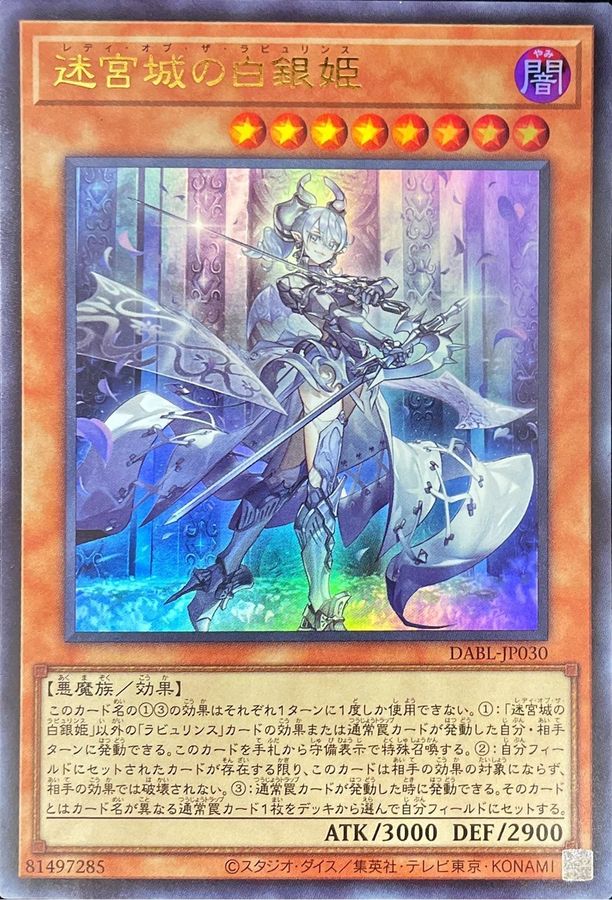 レディ・オブ・ザ・ラビュリンス
迷宮城の白銀姫
やみ
闇
DABL-JP030
【悪魔族／効果】
このカード名の①③の効果はそれぞれ1ターンに1度しか使用できない。①：「迷宮城の
白銀姫」以外の「ラビュリンス」カードの効果または通常罠カードが発動した自分・相手
ターンに発動できる。このカードを手札から守備表示で特殊召喚する。②：自分フィー
ルドにセットされたカードが存在する限り、このカードは相手の効果の対象にならず、
相手の効果では破壊されない。③：通常罠カードが発動した時に発動できる。そのカード
とはカード名が異なる通常罠カード1枚をデッキから選んで自分フィールドにセットする。
ATK/3000 DEF/2900
81497285
©スタジオ・ダイス／集英社・テレビ東京・KONAMI